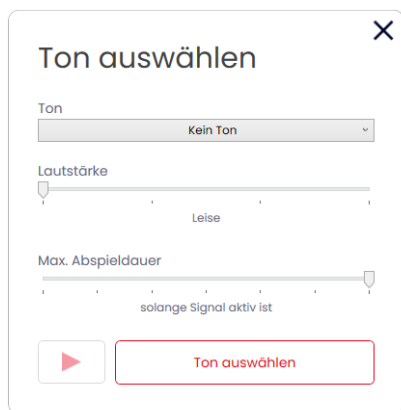 Ton auswählen
Ton
Kein Ton
Lautstärke
Leise
Max. Abspieldauer
solange Signal aktiv ist
Ton auswählen